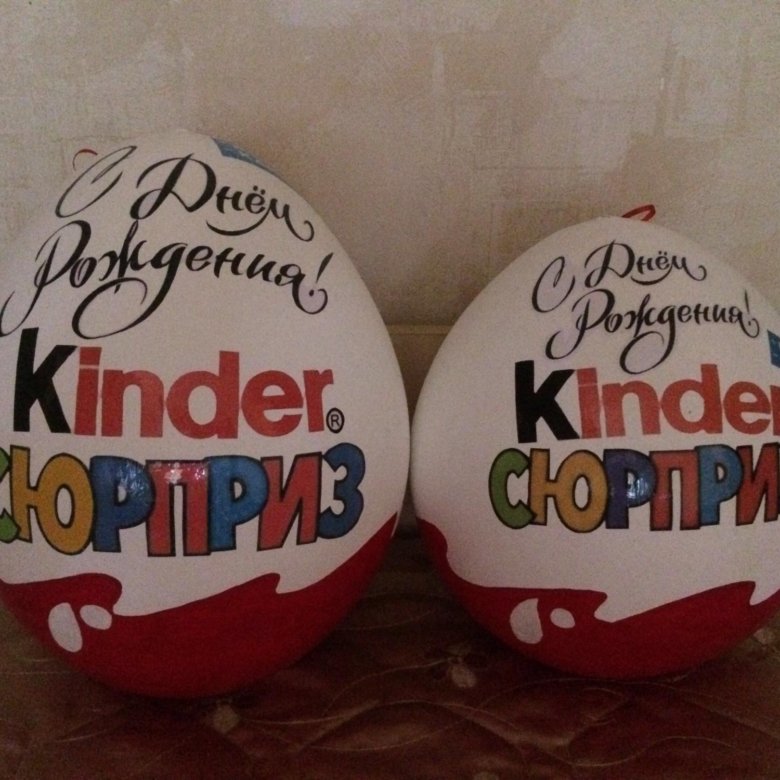 С Днём
Рождения!
Kinder®
СЮРПРИЗ
С Днём
Рождения!
Kinder
СЮРПРИ